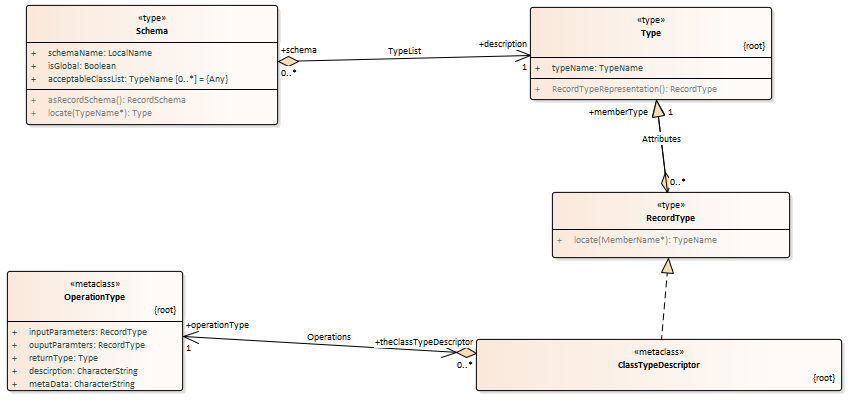 «type»
Schema
+ schemaName: LocalName
+ isGlobal: Boolean
+ acceptableClassList: TypeName [0..*] = {Any}
+ asRecordSchema(): RecordSchema
+ locate(TypeName*): Type
+schema
0..*
TypeList
+description
1
«type»
Type
{root}
+ typeName: TypeName
+ RecordTypeRepresentation(): RecordType
+memberType 1
Attributes
0..*
«type»
RecordType
+ locate(MemberName*): TypeName
«metaclass»
OperationType
{root}
+ inputParameters: RecordType
+ ouputParamters: RecordType
+ returnType: Type
+ descirption: CharacterString
+ metaData: CharacterString
+operationType
1
Operations
+theClassTypeDescriptor
0..*
«metaclass»
ClassTypeDescriptor
{root}